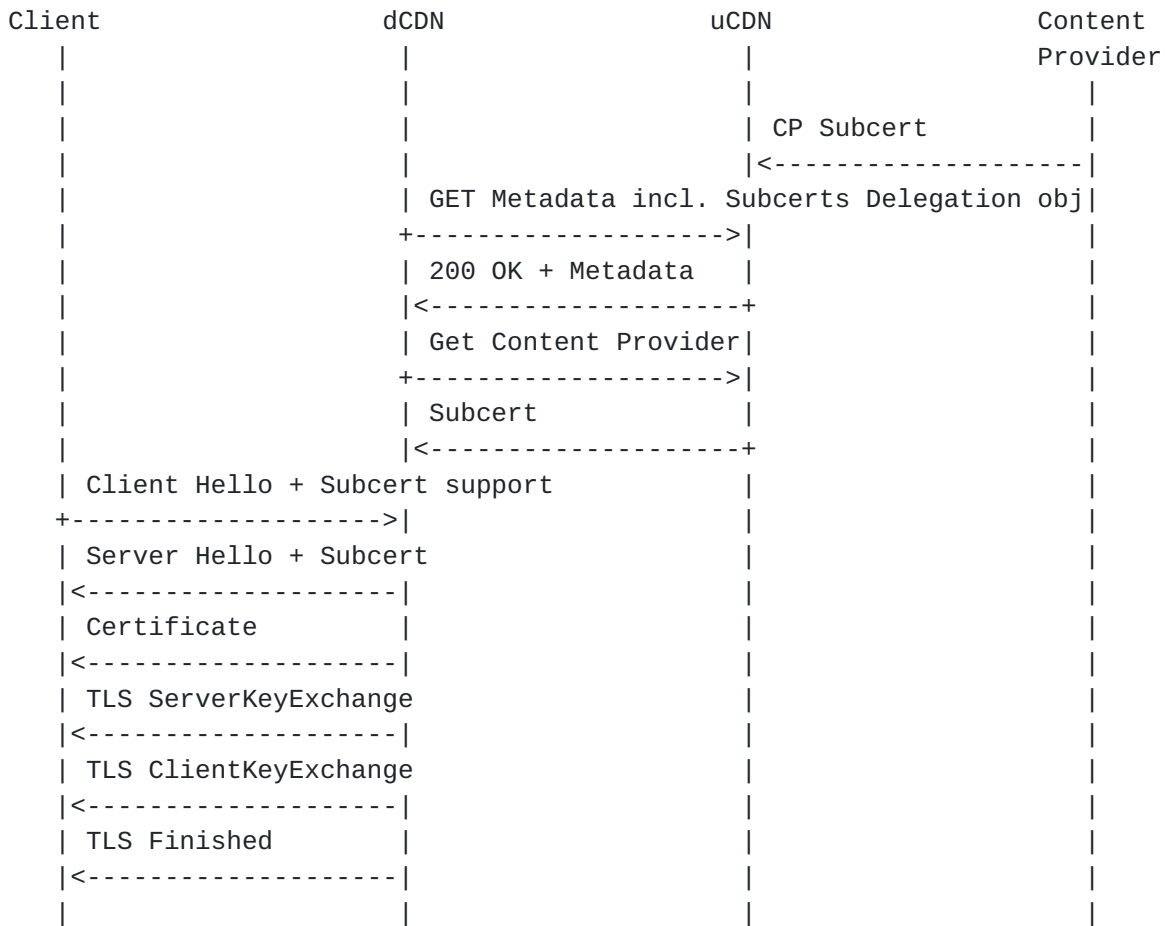 Client dCDN uCDN Content
Provider
CP Subcert
GET Metadata incl. Subcerts Delegation obj
200 OK + Metadata
Get Content Provider
Subcert
Client Hello + Subcert support
Server Hello + Subcert
Certificate
TLS ServerKeyExchange
TLS ClientKeyExchange
TLS Finished